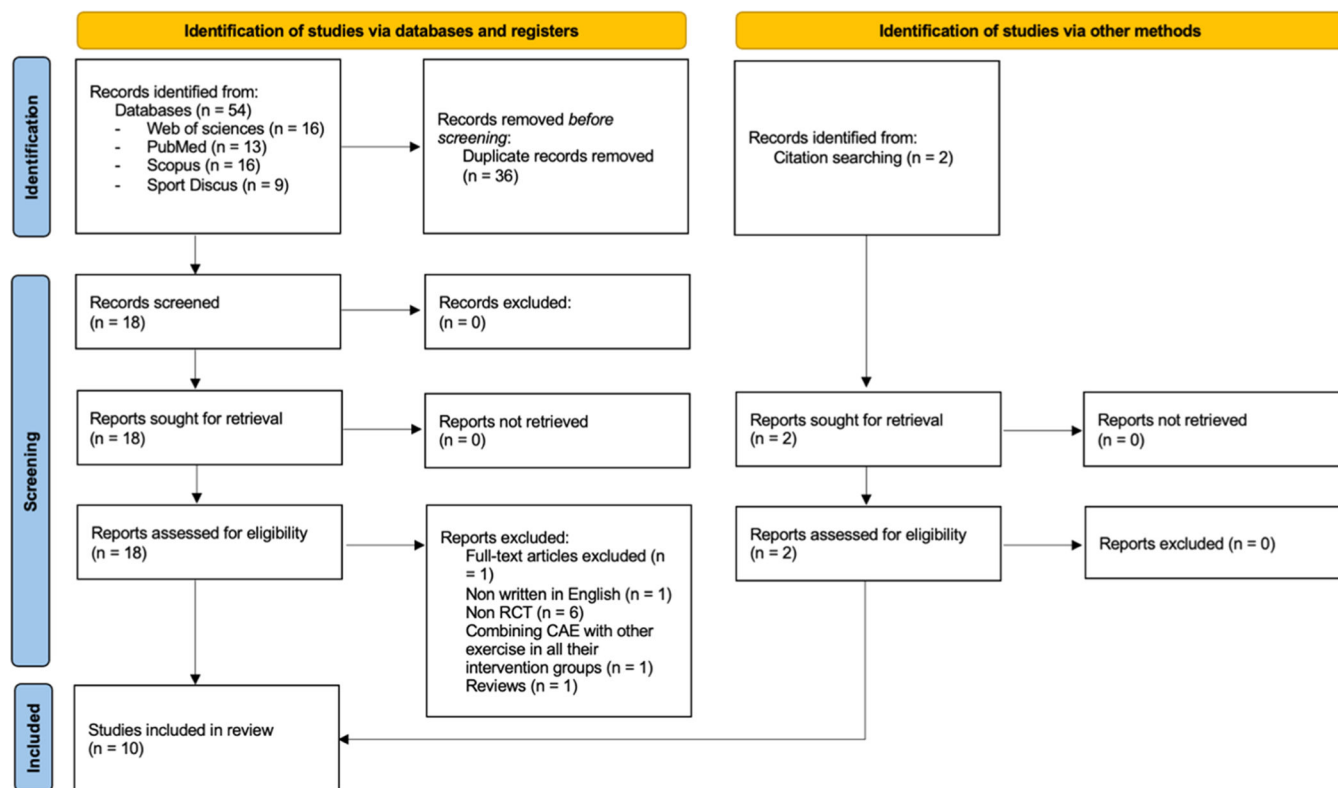 Identification of studies via databases and registers
Identification of studies via other methods
Identification
Records identified from:
Databases (n = 54)
- Web of sciences (n = 16)
- PubMed (n = 13)
- Scopus (n = 16)
- Sport Discus (n = 9)
Records removed before
screening:
Duplicate records removed
(n = 36)
Records identified from:
Citation searching (n = 2)
Screening
Records screened
(n = 18)
Records excluded:
(n = 0)
Reports sought for retrieval
(n = 18)
Reports not retrieved
(n = 0)
Reports sought for retrieval
(n = 2)
Reports not retrieved
(n = 0)
Reports assessed for eligibility
(n = 18)
Reports excluded:
Full-text articles excluded (n
= 1)
Non written in English (n = 1)
Non RCT (n = 6)
Combining CAE with other
exercise in all their
intervention groups (n = 1)
Reviews (n = 1)
Reports assessed for eligibility
(n = 2)
Reports excluded (n = 0)
Included
Studies included in review
(n = 10)